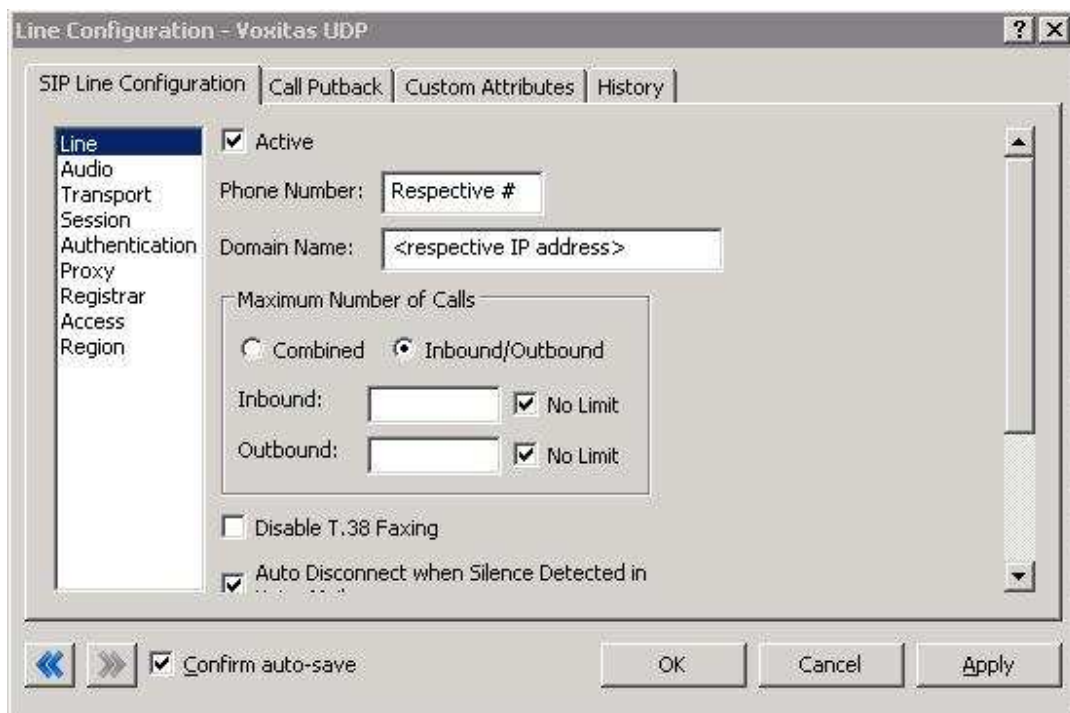 Line Configuration - Voxitas UDP
SIP Line Configuration
Call Putback
Custom Attributes
History
Line
Audio
Transport
Session
Authentication
Proxy
Registrar
Access
Region
Active
Phone Number: Respective #
Domain Name: <respective IP address>
Maximum Number of Calls
Combined
Inbound/Outbound
Inbound:
No Limit
Outbound:
No Limit
Disable T.38 Faxing
Auto Disconnect when Silence Detected in
Confirm auto-save
OK
Cancel
Apply